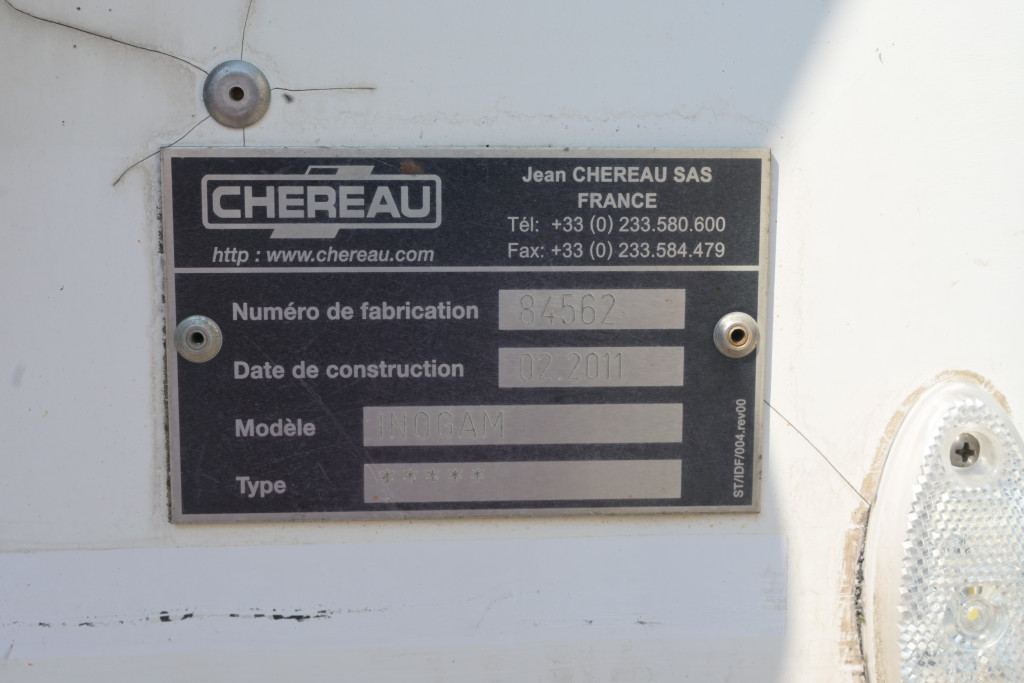 CHEREAU
http : www.chereau.com
Jean CHEREAU SAS
FRANCE
Tél: +33 (0) 233.580.600
Fax: +33 (0) 233.584.479
Numéro de fabrication 84562
Date de construction 02.2011
Modèle INOGAM
Type *****
ST/IDF/004.rev00